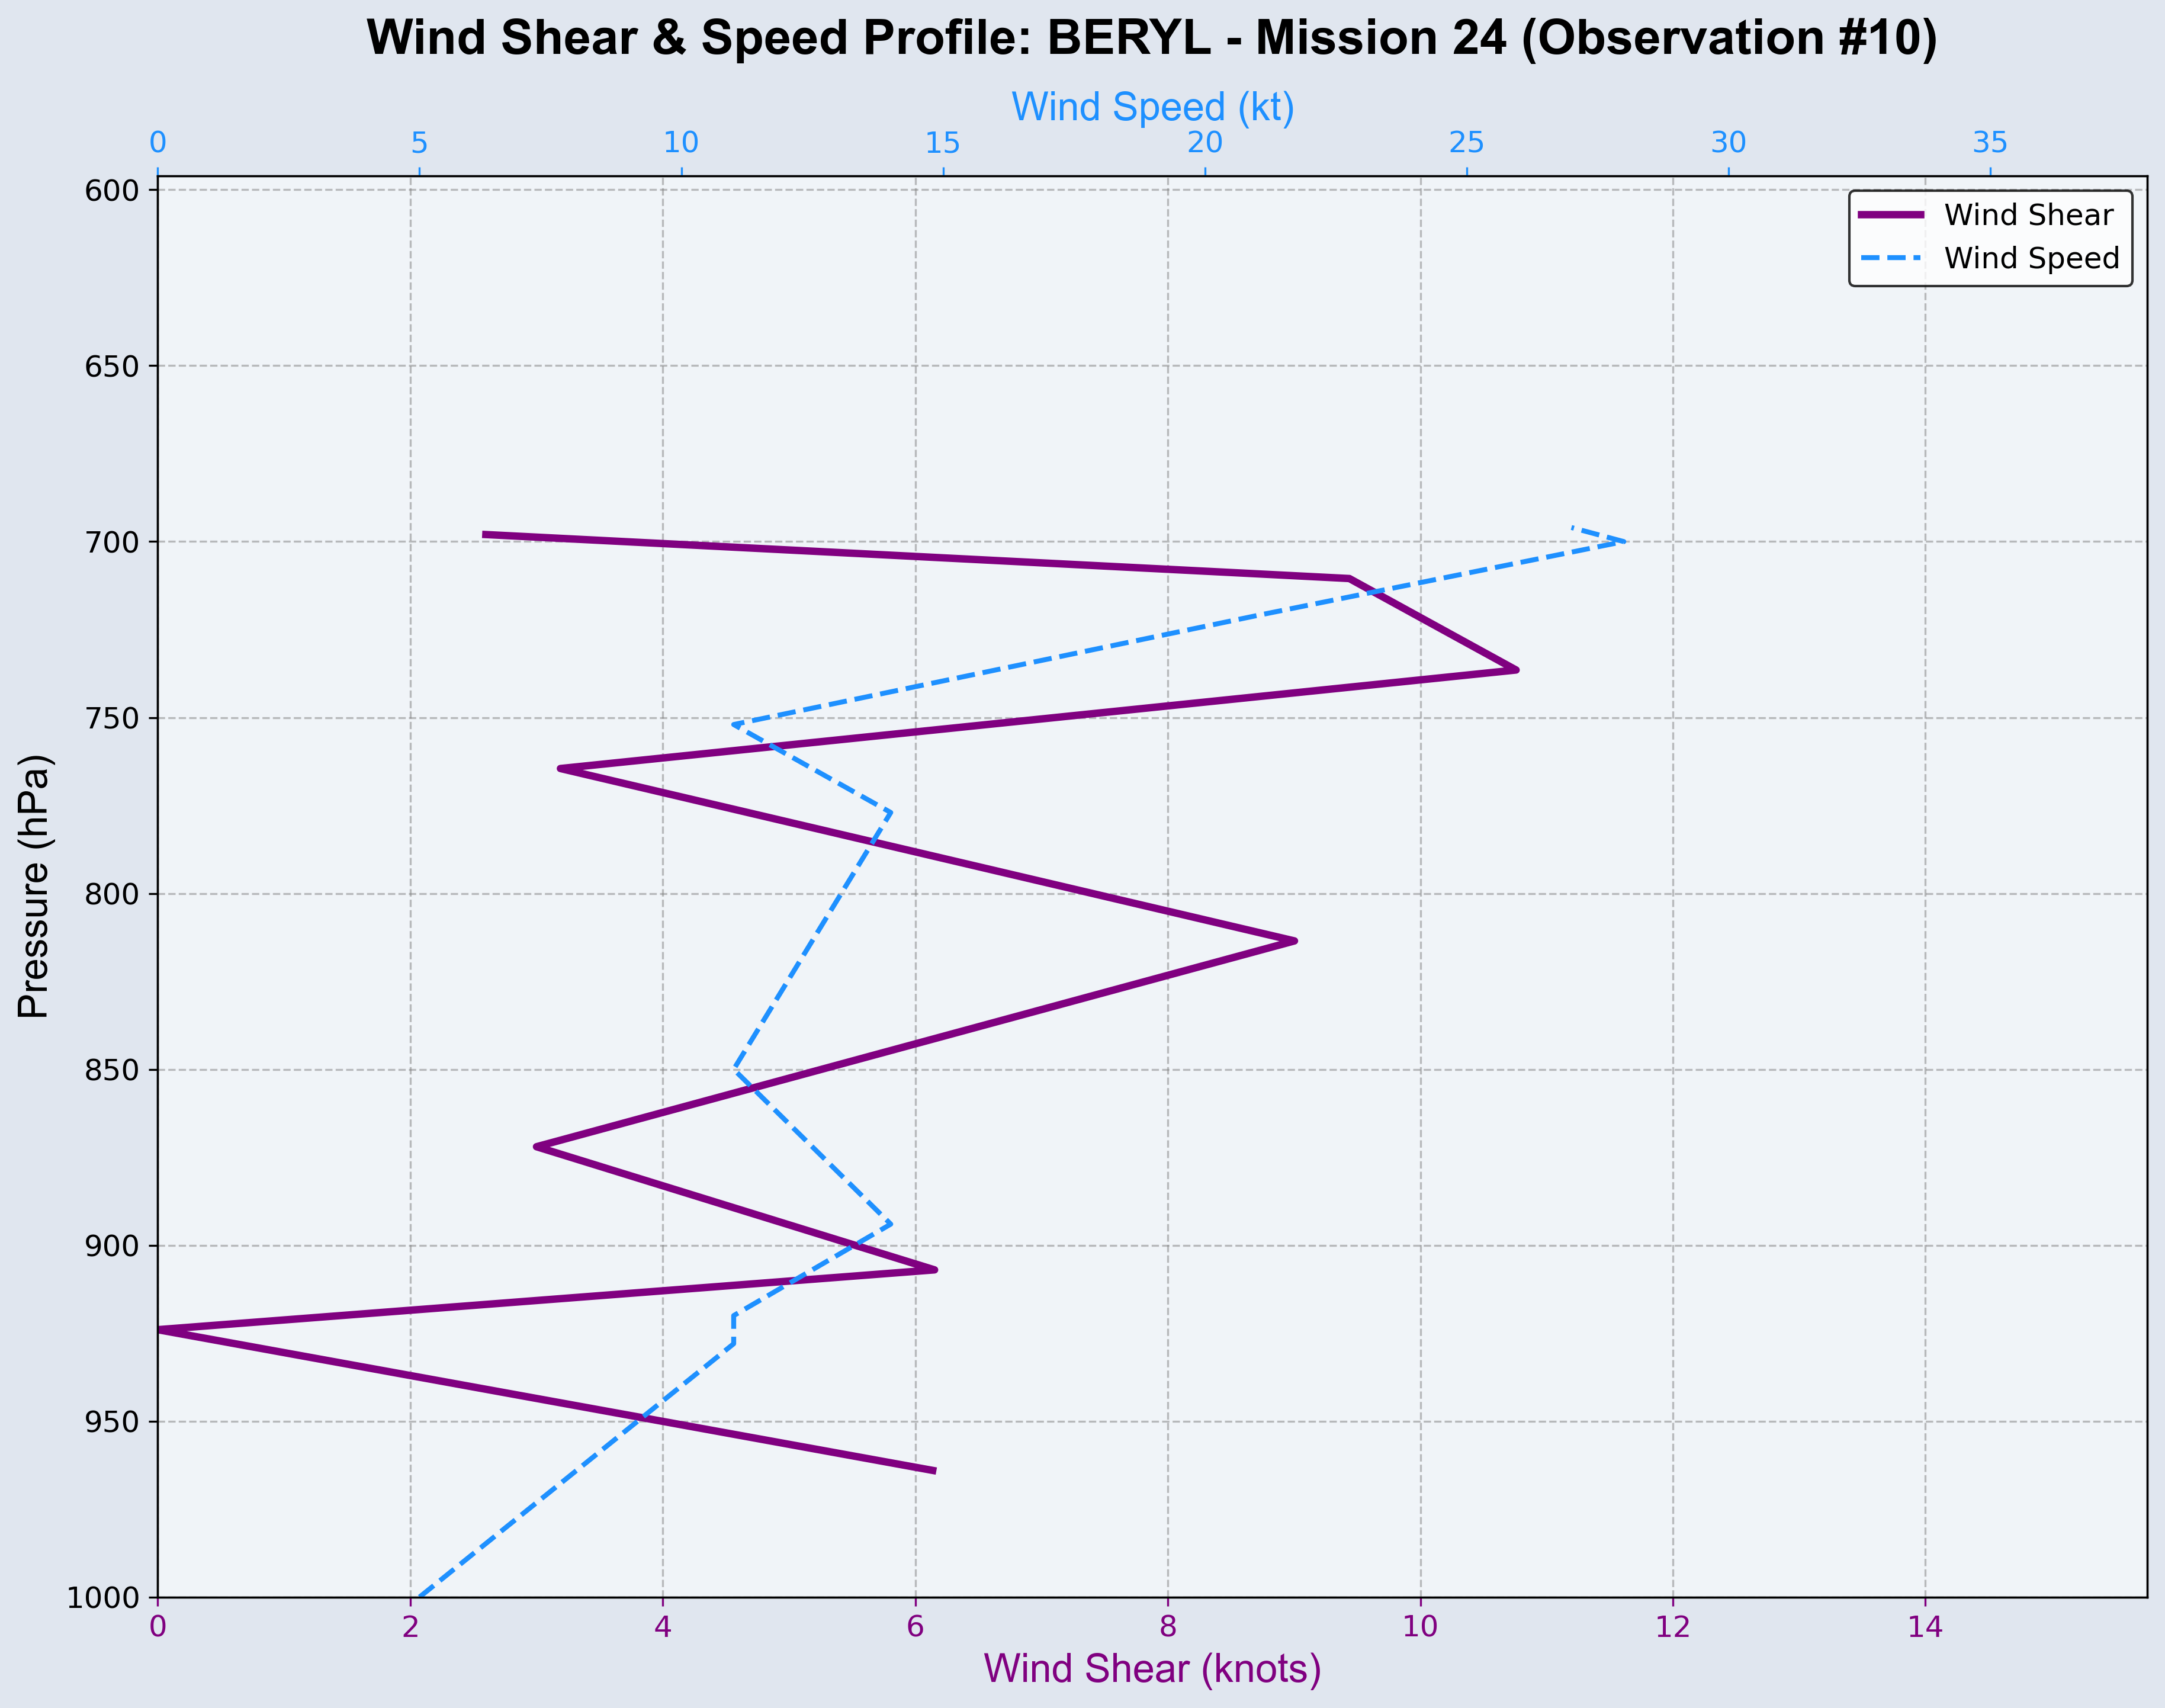 Wind Shear & Speed Profile: BERYL - Mission 24 (Observation #10)
Wind Speed (kt)
0 5 10 15 20 25 30 35
Wind Shear
Wind Speed
600
650
700
750
800
850
900
950
1000
Pressure (hPa)
0 2 4 6 8 10 12 14
Wind Shear (knots)